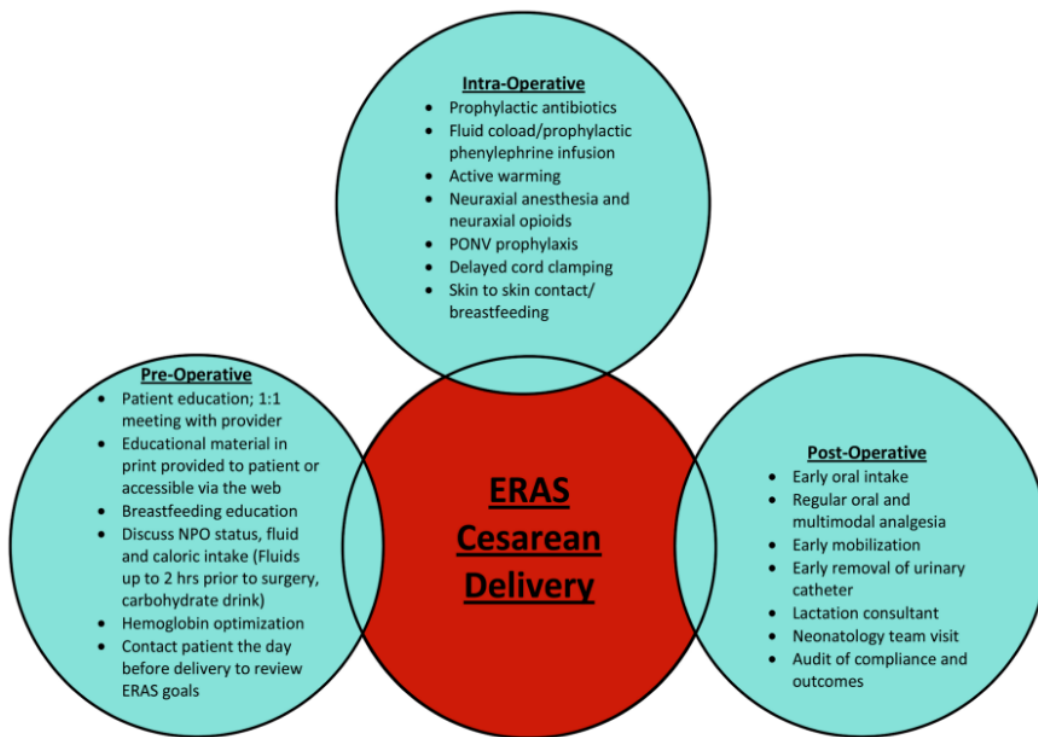 Intra-Operative
• Prophylactic antibiotics
• Fluid coload/prophylactic
phenylephrine infusion
• Active warming
• Neuraxial anesthesia and
neuraxial opioids
• PONV prophylaxis
• Delayed cord clamping
• Skin to skin contact/
breastfeeding
Pre-Operative
• Patient education; 1:1
meeting with provider
• Educational material in
print provided to patient or
accessible via the web
• Breastfeeding education
• Discuss NPO status, fluid
and caloric intake (Fluids
up to 2 hrs prior to surgery,
carbohydrate drink)
• Hemoglobin optimization
• Contact patient the day
before delivery to review
ERAS goals
ERAS
Cesarean
Delivery
Post-Operative
• Early oral intake
• Regular oral and
multimodal analgesia
• Early mobilization
• Early removal of urinary
catheter
• Lactation consultant
• Neonatology team visit
• Audit of compliance and
outcomes